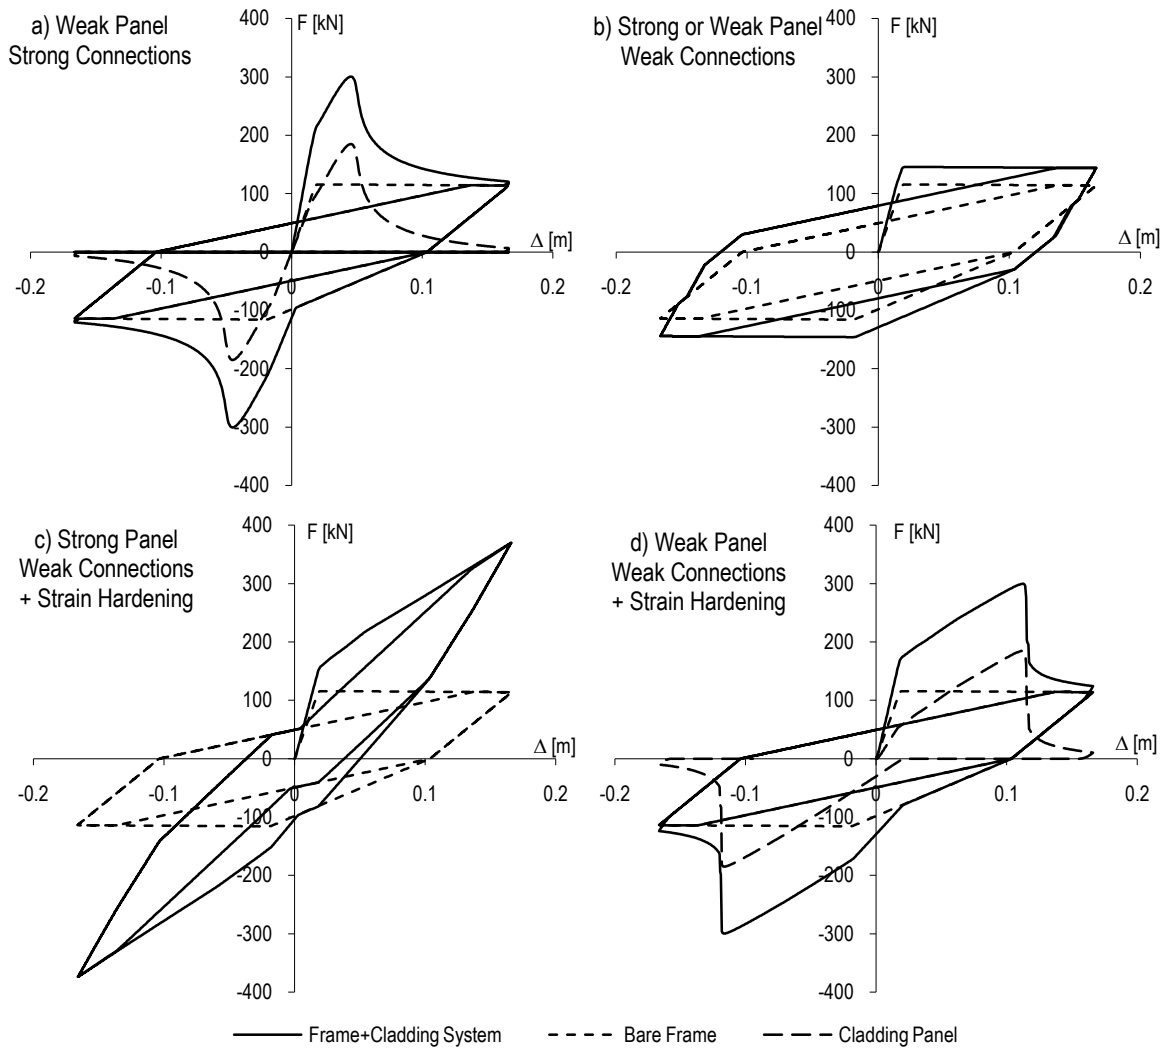 a) Weak Panel
Strong Connections
F [kN]
400
300
200
100
0
-100
-200
-300
-400
-0.2
-0.1
0
0.1
0.2
Δ [m]
b) Strong or Weak Panel
Weak Connections
F [kN]
400
300
200
100
0
-100
-200
-300
-400
-0.2
-0.1
0
0.1
0.2
Δ [m]
c) Strong Panel
Weak Connections
+ Strain Hardening
F [kN]
400
300
200
100
0
-100
-200
-300
-400
-0.2
-0.1
0
0.1
0.2
Δ [m]
d) Weak Panel
Weak Connections
+ Strain Hardening
F [kN]
400
300
200
100
0
-100
-200
-300
-400
-0.2
-0.1
0
0.1
0.2
Δ [m]
Frame+Cladding System
Bare Frame
Cladding Panel